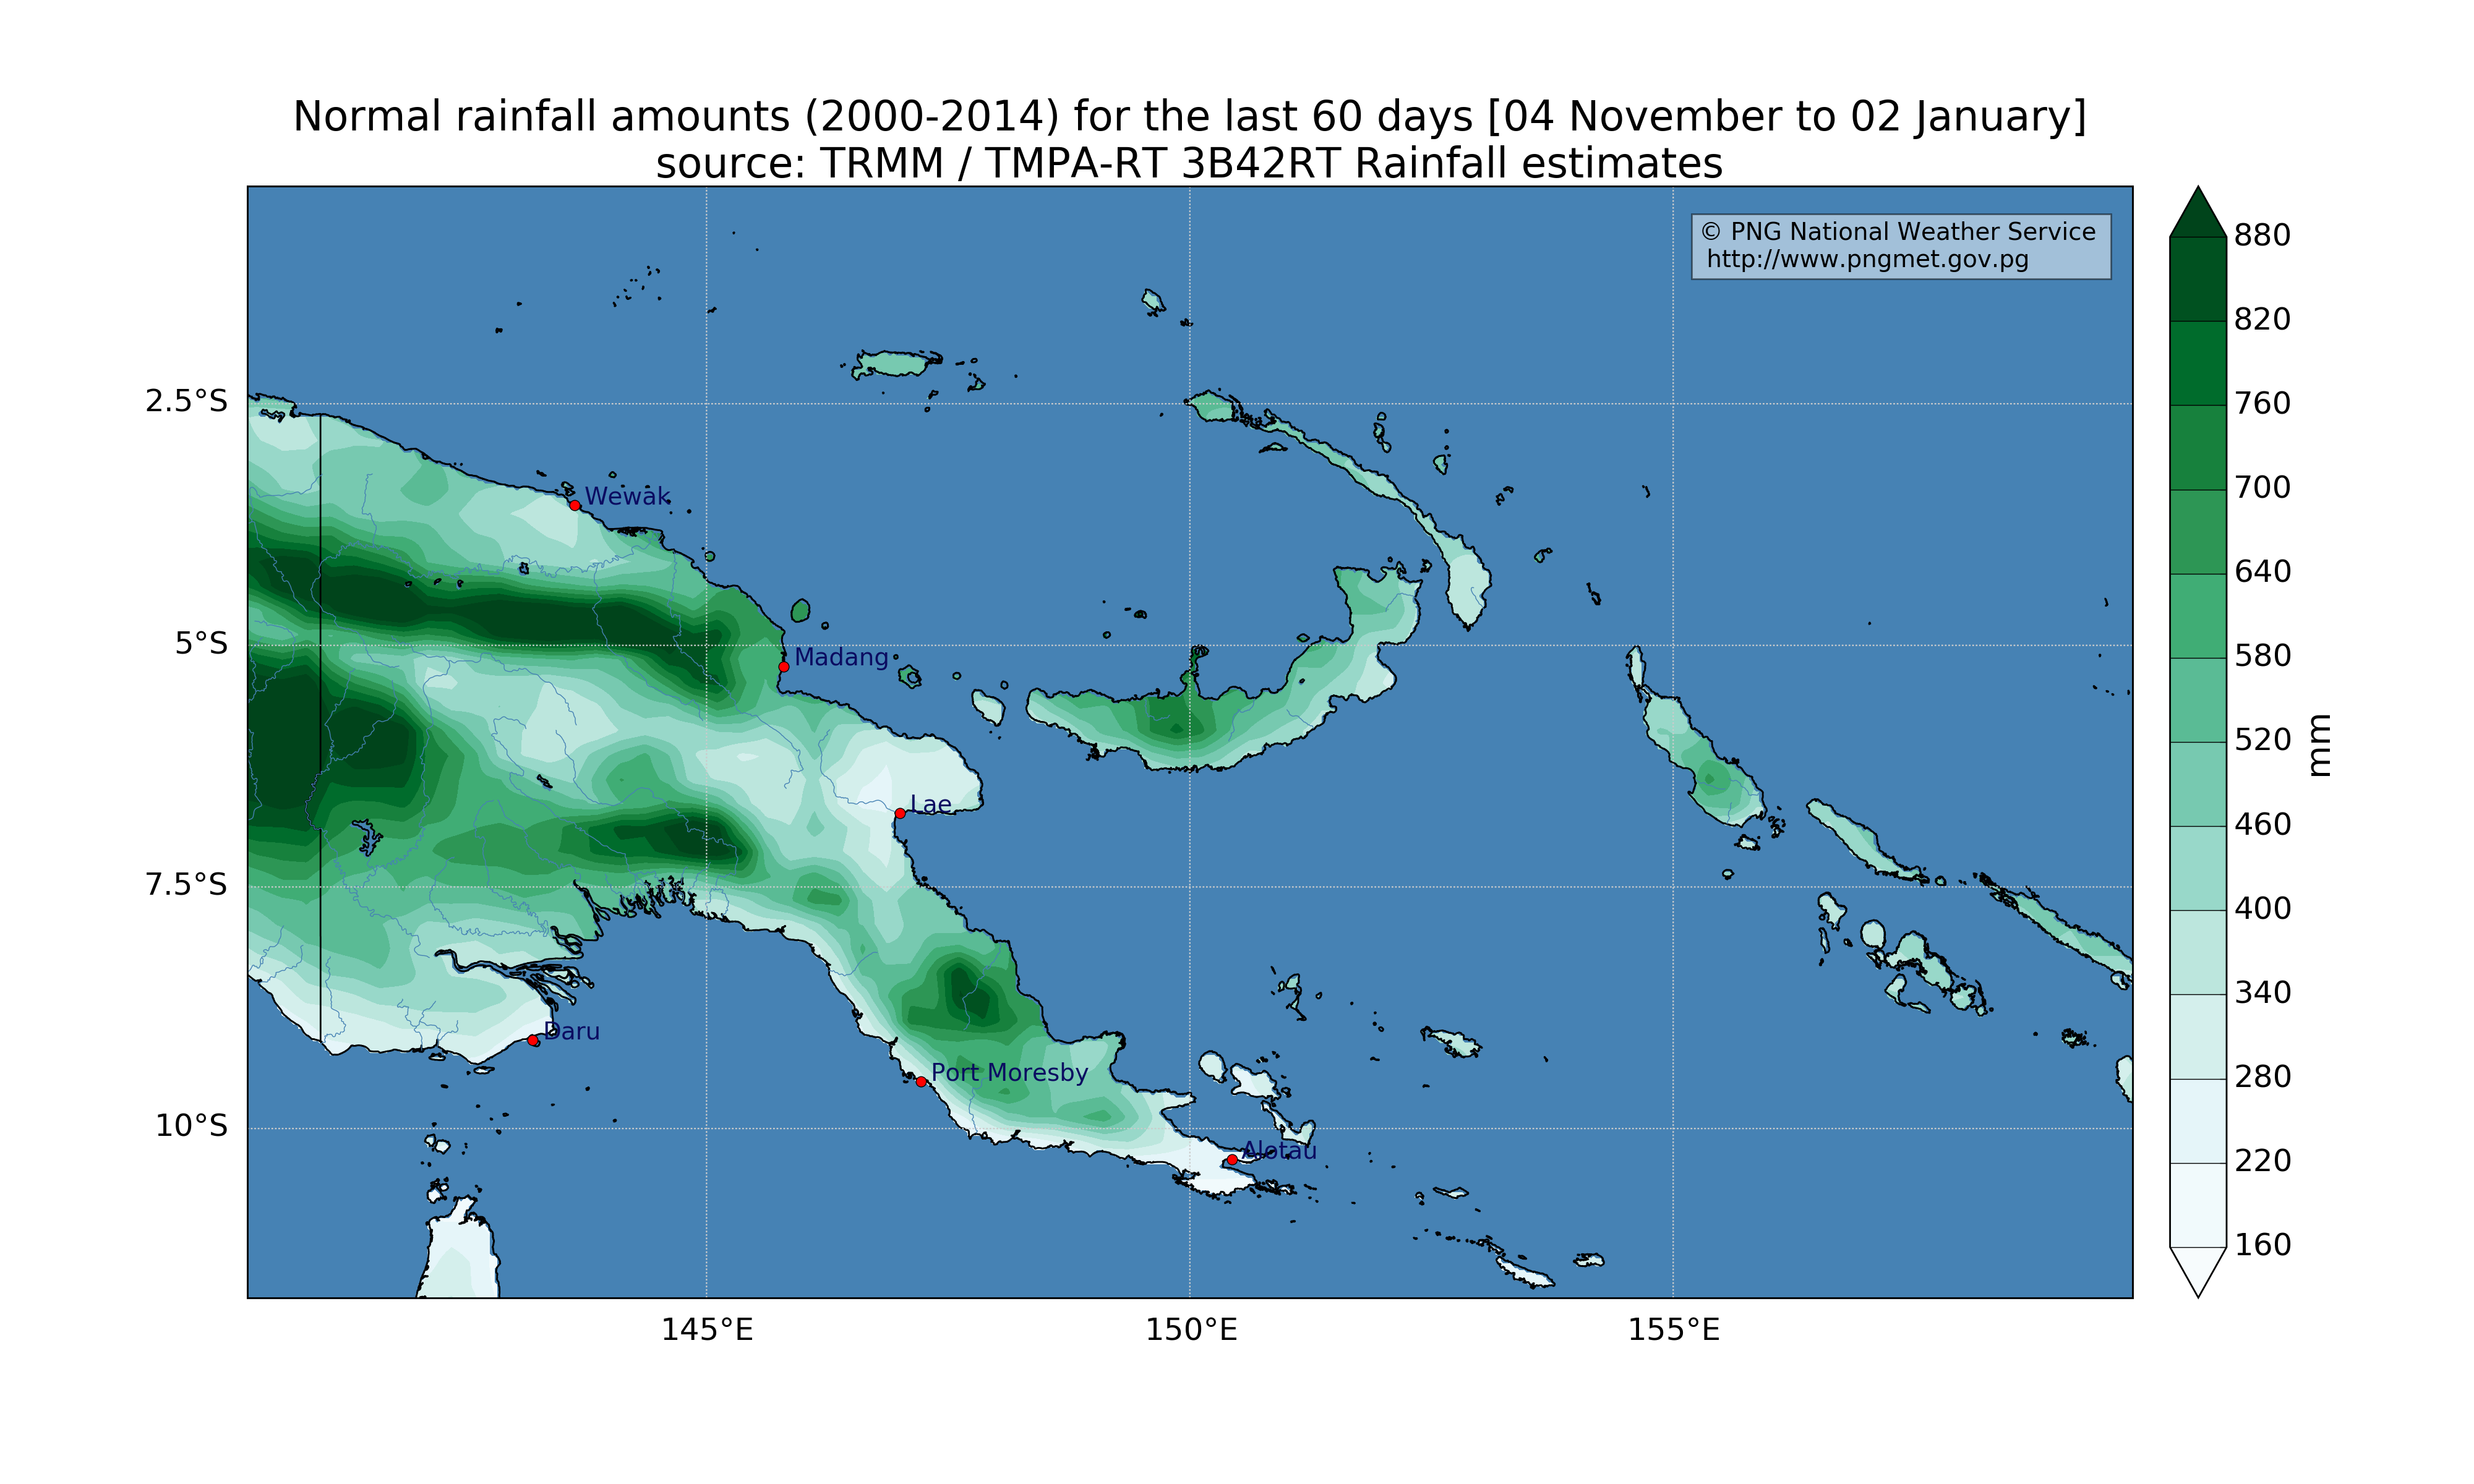 Normal rainfall amounts (2000-2014) for the last 60 days [04 November to 02 January]
source: TRMM / TMPA-RT 3B42RT Rainfall estimates
© PNG National Weather Service
http://www.pngmet.gov.pg
2.5°S
5°S
7.5°S
10°S
145°E
150°E
155°E
Wewak
Madang
Lae
Daru
Port Moresby
Alotau
880
820
760
700
640
580
520
460
400
340
280
220
160
mm